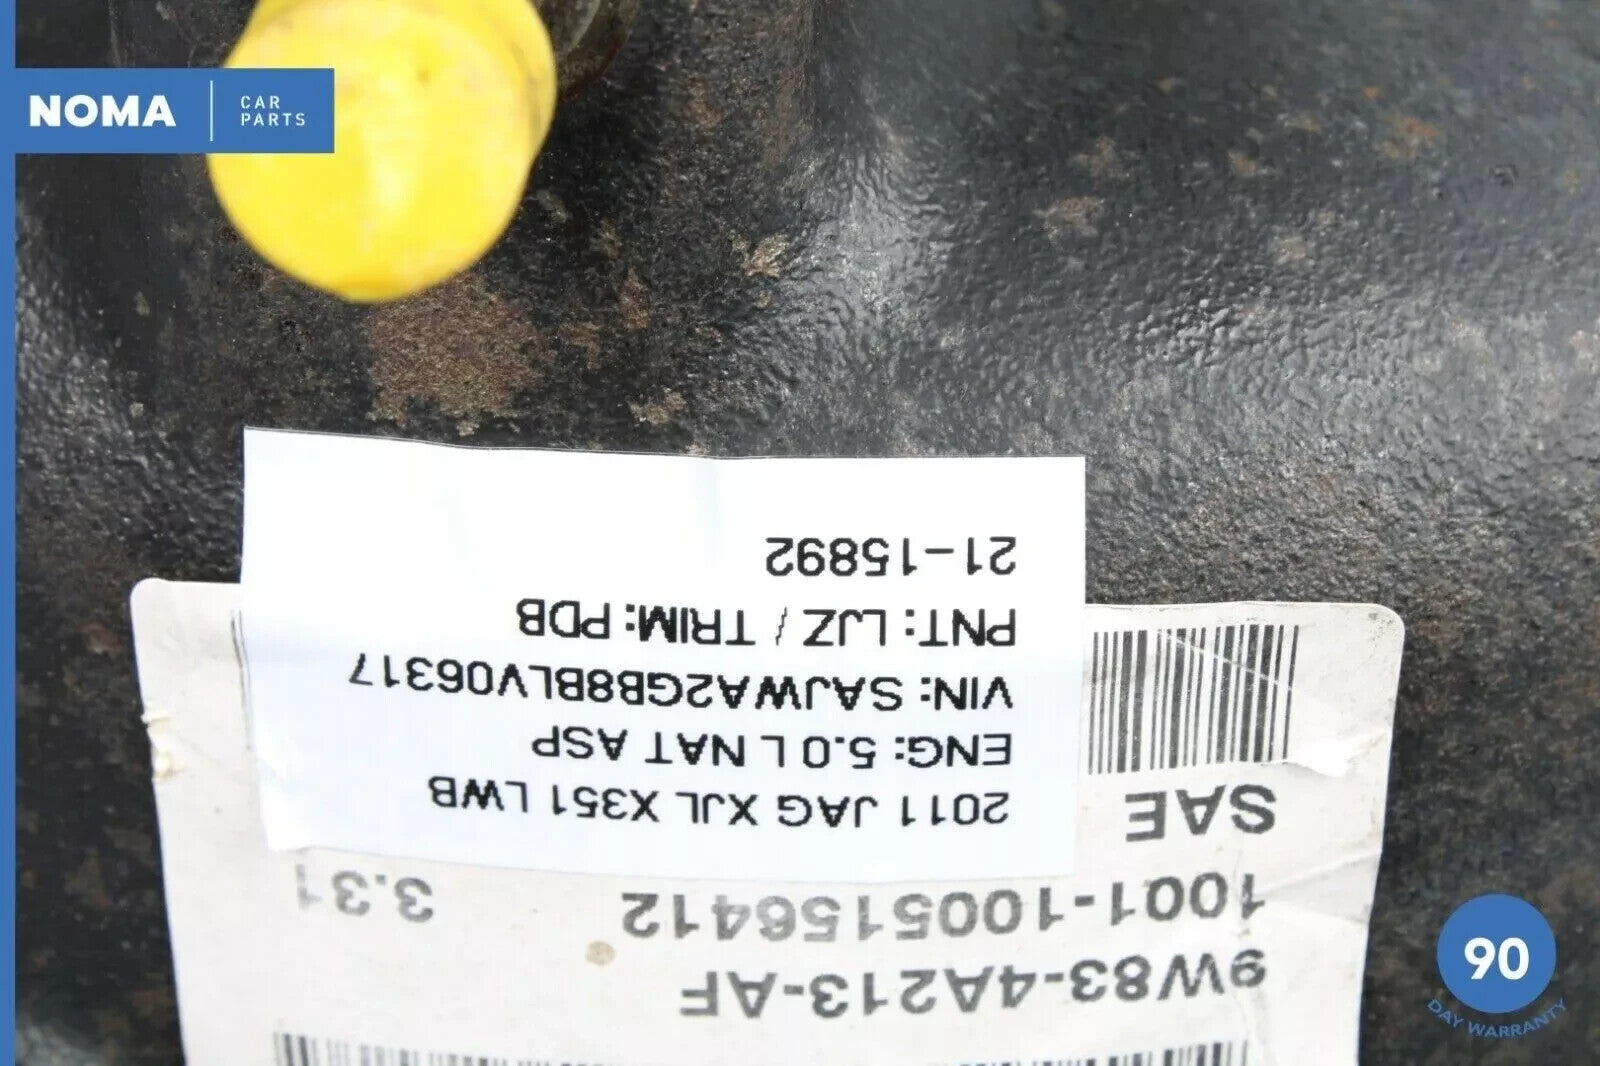 NOMA
CAR
PARTS
2011 JAG XJL X351 LWB
ENG: 5.0 L NAT ASP
VIN: SAJWA2GB8BLV06317
PNT: LJZ / TRIM: PDB
21-15892
9W83-4A213-AF
1001-1005156412 3.31
SAE
90
DAY WARRANTY